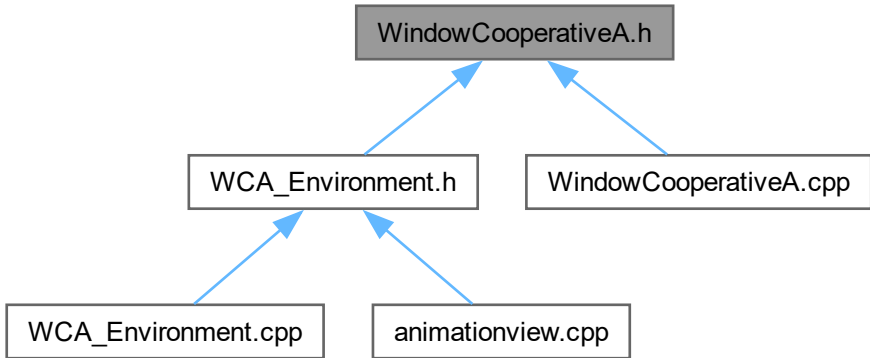 WindowCooperativeA.h
WCA_Environment.h
WindowCooperativeA.cpp
WCA_Environment.cpp
animationview.cpp